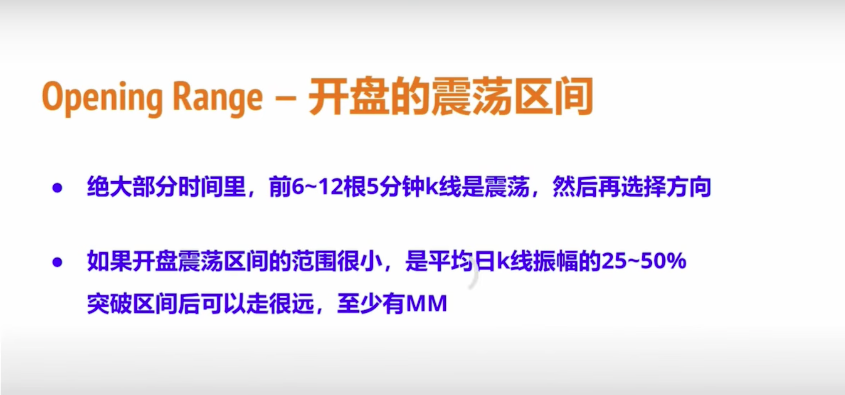 Opening Range – 开盘的震荡区间
● 绝大部分时间里，前6~12根5分钟k线是震荡，然后再选择方向
● 如果开盘震荡区间的范围很小，是平均日k线振幅的25~50%
突破区间后可以走很远，至少有MM